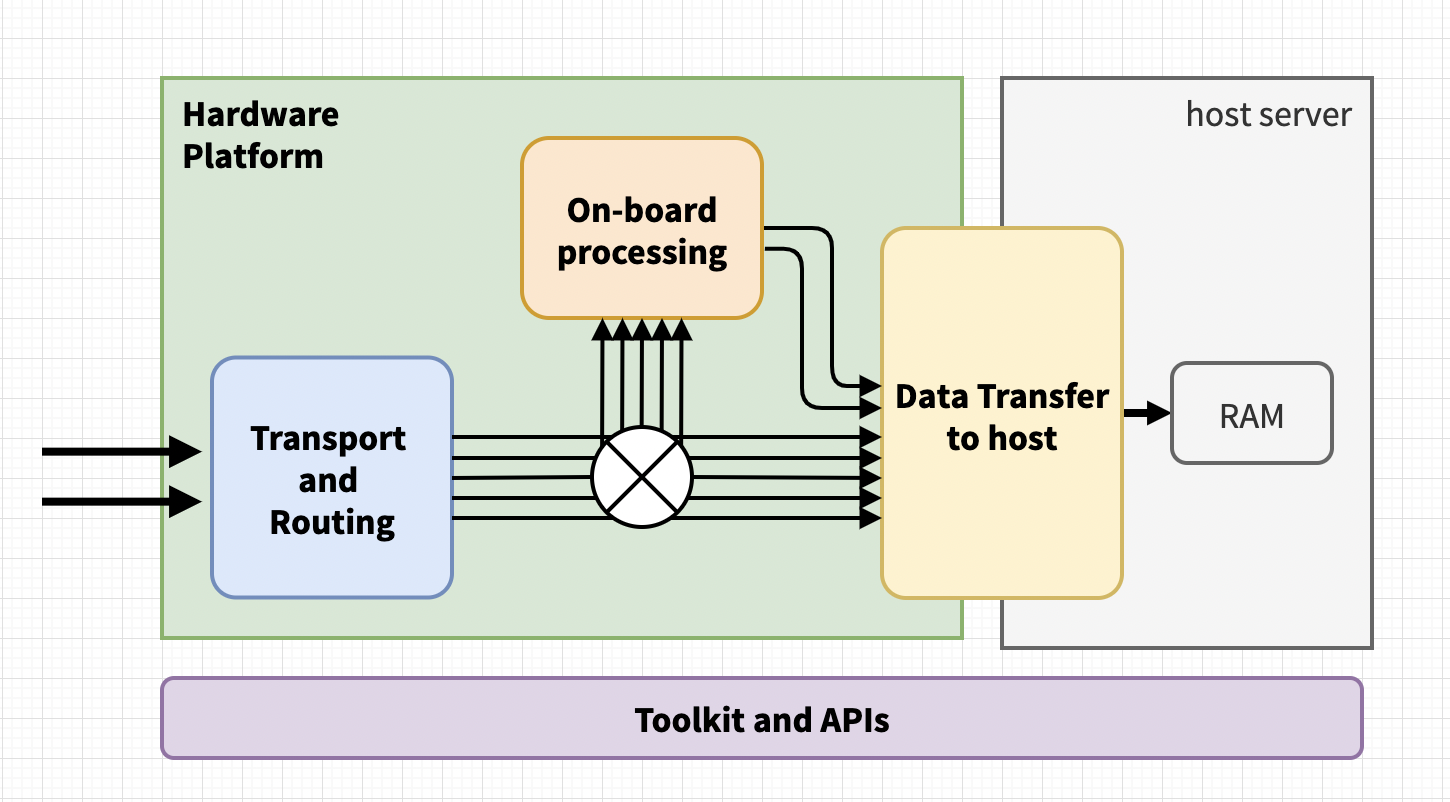 Hardware
Platform
host server
On-board
processing
Transport
and
Routing
Data Transfer
to host
RAM
Toolkit and APIs